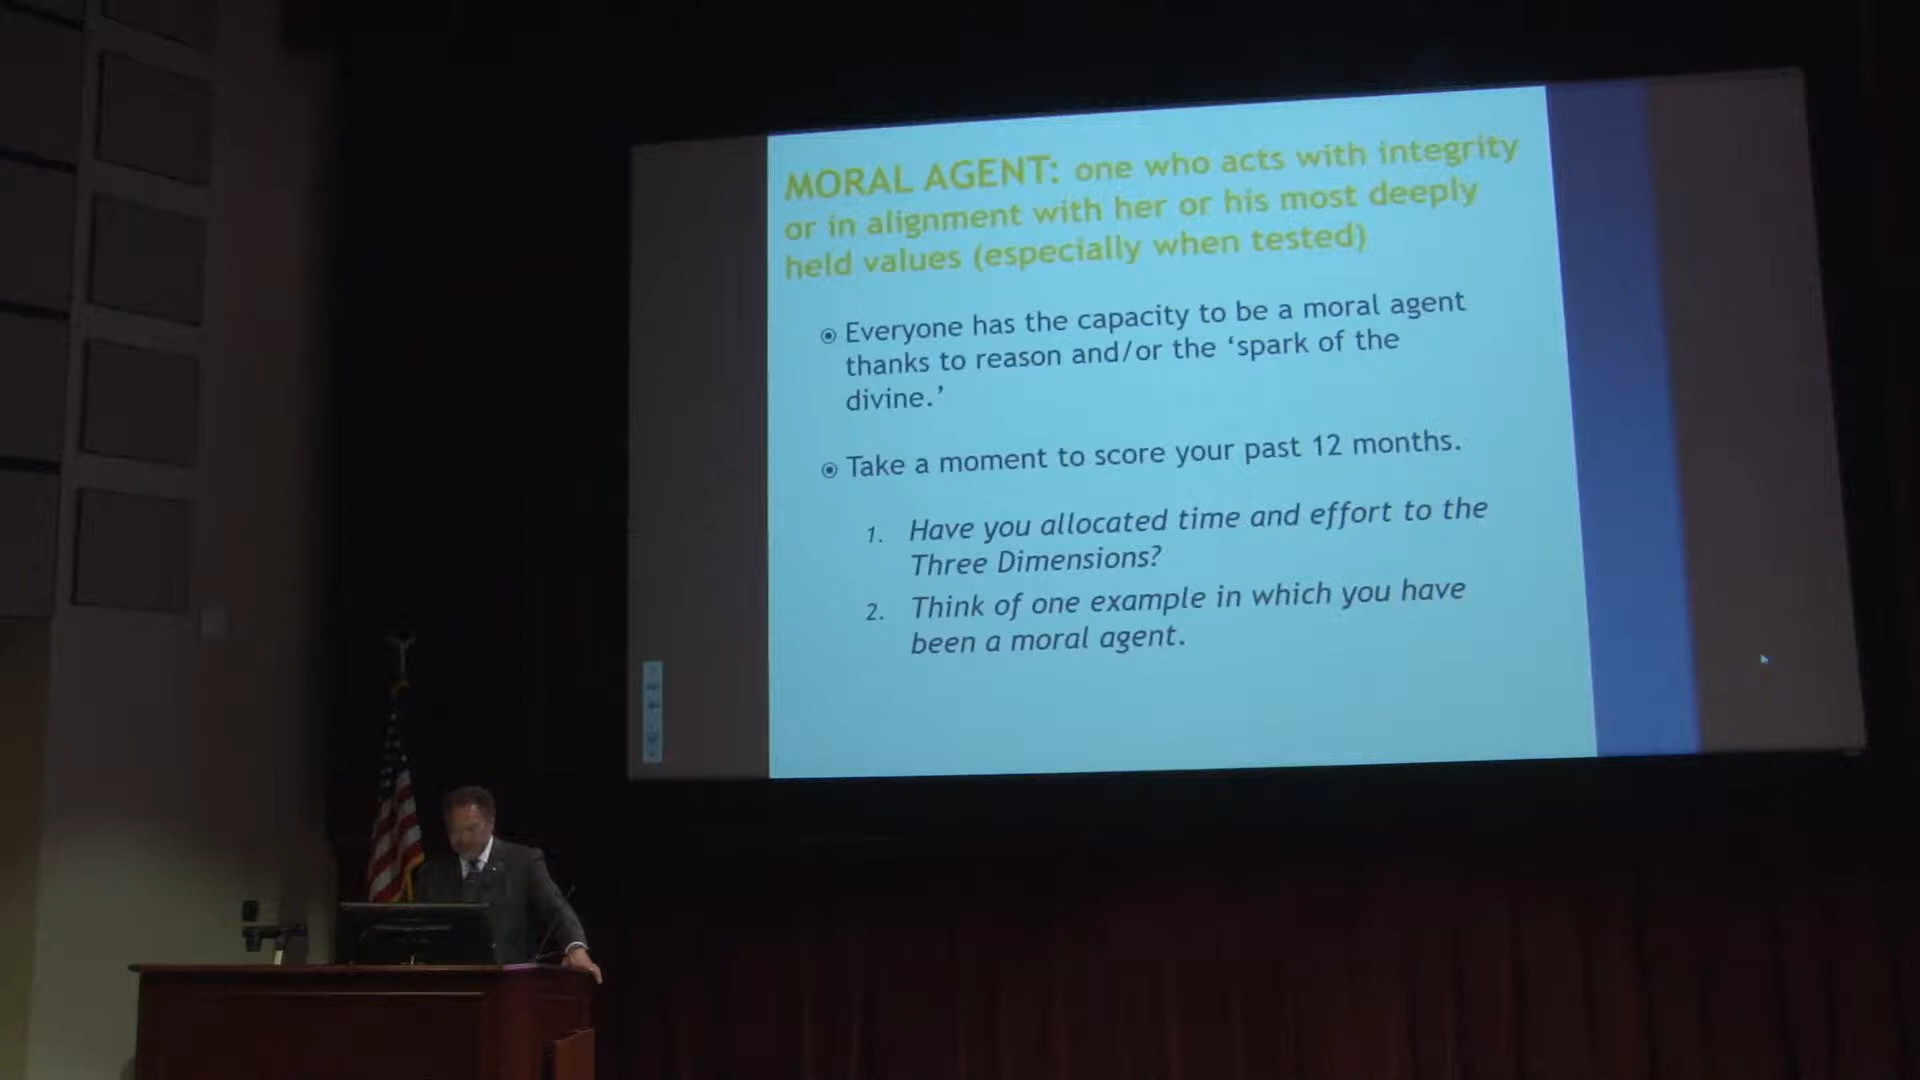 MORAL AGENT: one who acts with integrity
or in alignment with her or his most deeply
held values (especially when tested)
Everyone has the capacity to be a moral agent
thanks to reason and/or the ‘spark of the
divine.’
Take a moment to score your past 12 months.
1. Have you allocated time and effort to the
Three Dimensions?
2. Think of one example in which you have
been a moral agent.